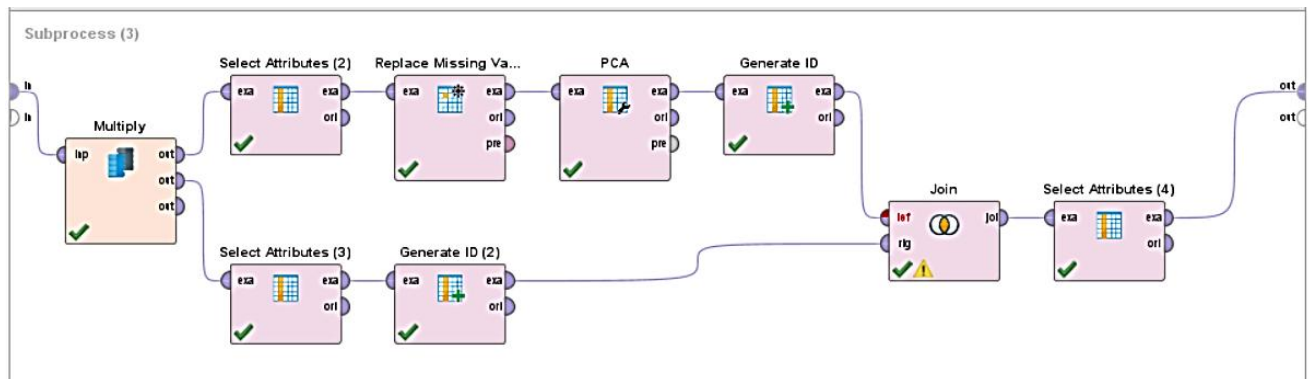 Subprocess (3)
Select Attributes (2)
Replace Missing Va...
PCA
Generate ID
in
in
exa
exa
ori
exa
exa
ori
pre
exa
exa
ori
pre
exa
exa
ori
out
out
Multiply
inp
out
out
out
Join
lef
rig
joi
Select Attributes (4)
exa
exa
ori
Select Attributes (3)
exa
exa
ori
Generate ID (2)
exa
exa
ori